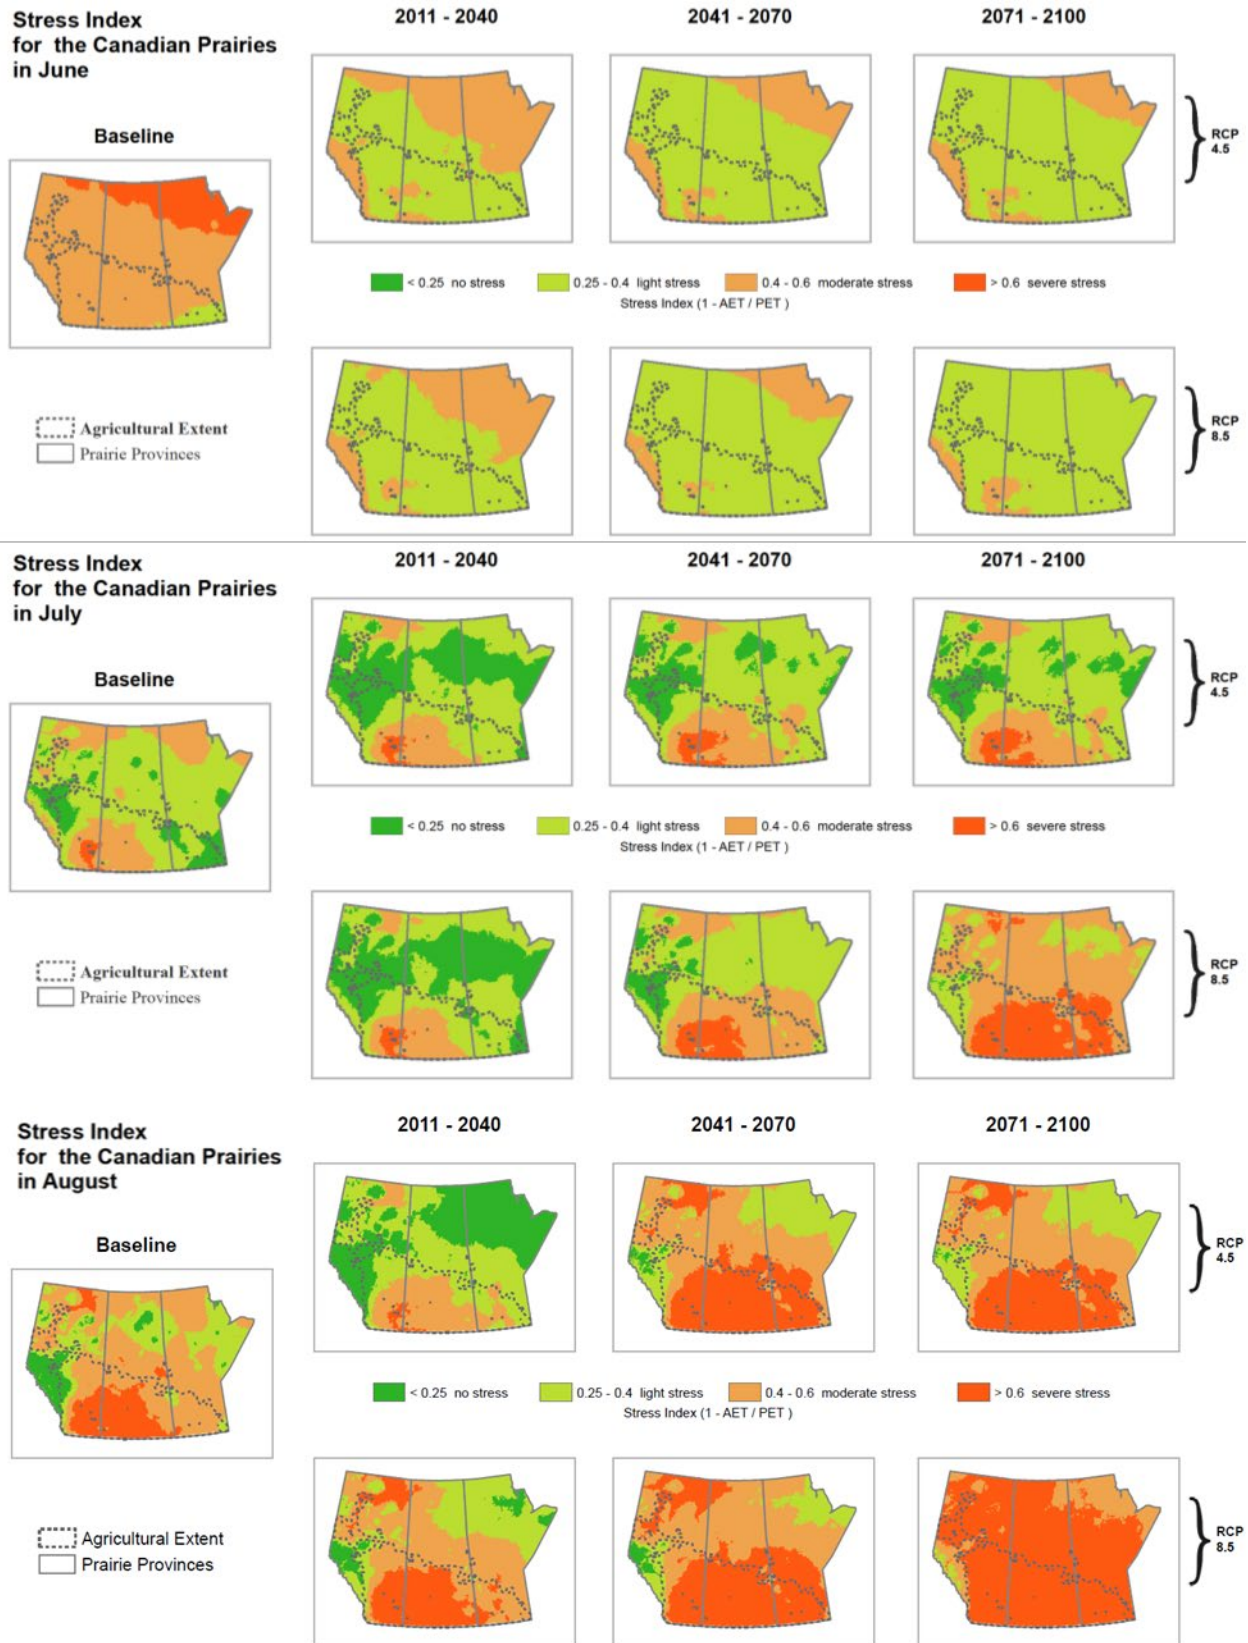 Stress Index
for the Canadian Prairies
in June
2011 - 2040
2041 - 2070
2071 - 2100
Baseline
RCP
4.5
< 0.25 no stress
0.25 - 0.4 light stress
0.4 - 0.6 moderate stress
> 0.6 severe stress
Stress Index (1 - AET / PET )
Agricultural Extent
Prairie Provinces
RCP
8.5
Stress Index
for the Canadian Prairies
in July
2011 - 2040
2041 - 2070
2071 - 2100
Baseline
RCP
4.5
< 0.25 no stress
0.25 - 0.4 light stress
0.4 - 0.6 moderate stress
> 0.6 severe stress
Stress Index (1 - AET / PET )
Agricultural Extent
Prairie Provinces
RCP
8.5
Stress Index
for the Canadian Prairies
in August
2011 - 2040
2041 - 2070
2071 - 2100
Baseline
RCP
4.5
< 0.25 no stress
0.25 - 0.4 light stress
0.4 - 0.6 moderate stress
> 0.6 severe stress
Stress Index (1 - AET / PET )
Agricultural Extent
Prairie Provinces
RCP
8.5